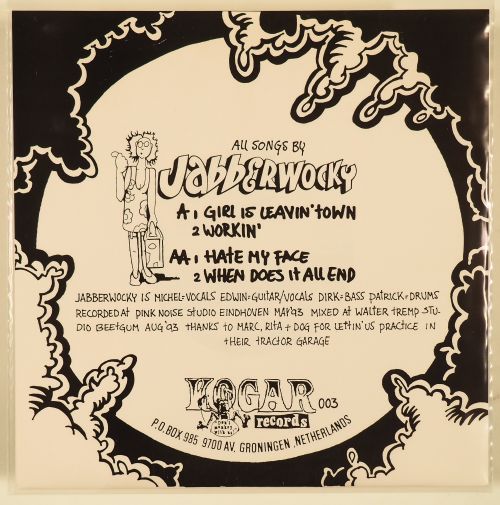 ALL SONGS BY
JABBERWOCKY
A 1 GIRL IS LEAVIN' TOWN
2 WORKIN'
AA 1 HATE MY FACE
2 WHEN DOES IT ALL END
JABBERWOCKY IS MICHEL=VOCALS EDWIN=GUITAR/VOCALS DIRK=BASS PATRICK=DRUMS
RECORDED AT PINK NOISE STUDIO EINDHOVEN MAY'93 MIXED AT WALTER TREMP STU-
DIO BEETGUM AUG '93 THANKS TO MARC, RITA + DOG FOR LETTIN' US PRACTICE IN
THEIR TRACTOR GARAGE
KOGAR 003
records
P.O. BOX 985 9700 AV, GRONINGEN, NETHERLANDS